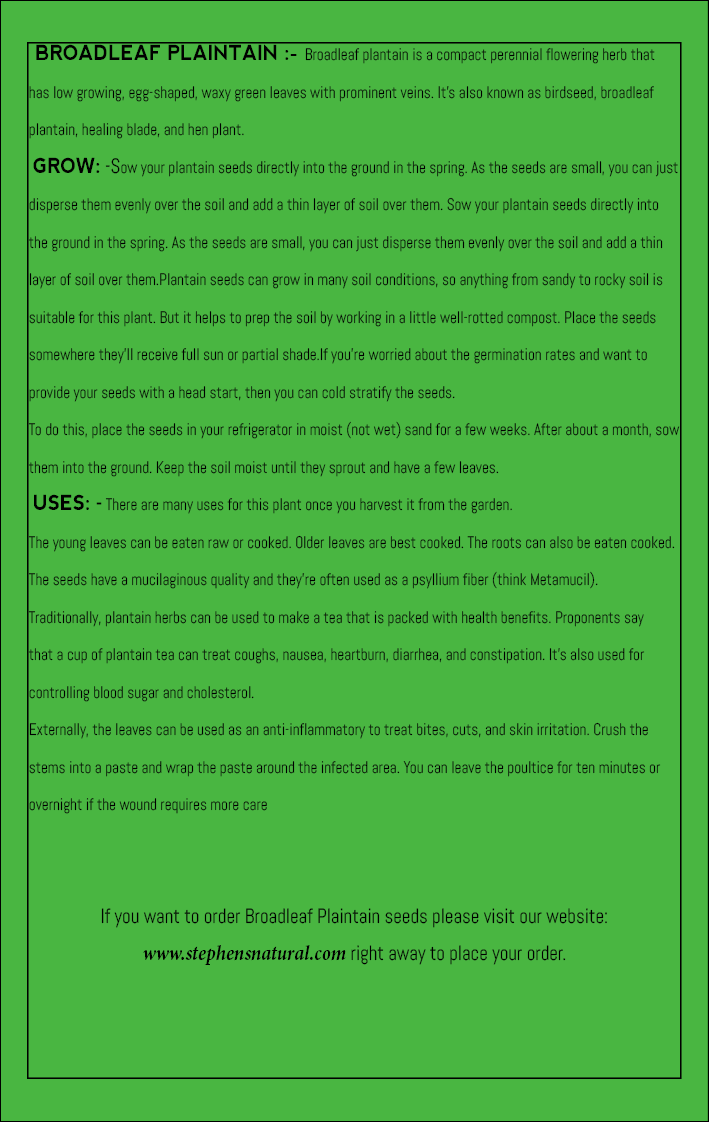 BROADLEAF PLAINTAIN :- Broadleaf plantain is a compact perennial flowering herb that
has low growing, egg-shaped, waxy green leaves with prominent veins. It's also known as birdseed, broadleaf
plantain, healing blade, and hen plant.
GROW: -Sow your plantain seeds directly into the ground in the spring. As the seeds are small, you can just
disperse them evenly over the soil and add a thin layer of soil over them. Sow your plantain seeds directly into
the ground in the spring. As the seeds are small, you can just disperse them evenly over the soil and add a thin
layer of soil over them.Plantain seeds can grow in many soil conditions, so anything from sandy to rocky soil is
suitable for this plant. But it helps to prep the soil by working in a little well-rotted compost. Place the seeds
somewhere they'll receive full sun or partial shade.If you're worried about the germination rates and want to
provide your seeds with a head start, then you can cold stratify the seeds.
To do this, place the seeds in your refrigerator in moist (not wet) sand for a few weeks. After about a month, sow
them into the ground. Keep the soil moist until they sprout and have a few leaves.
USES: - There are many uses for this plant once you harvest it from the garden.
The young leaves can be eaten raw or cooked. Older leaves are best cooked. The roots can also be eaten cooked.
The seeds have a mucilaginous quality and they're often used as a psyllium fiber (think Metamucil).
Traditionally, plantain herbs can be used to make a tea that is packed with health benefits. Proponents say
that a cup of plantain tea can treat coughs, nausea, heartburn, diarrhea, and constipation. It's also used for
controlling blood sugar and cholesterol.
Externally, the leaves can be used as an anti-inflammatory to treat bites, cuts, and skin irritation. Crush the
stems into a paste and wrap the paste around the infected area. You can leave the poultice for ten minutes or
overnight if the wound requires more care
If you want to order Broadleaf Plaintain seeds please visit our website:
www.stephensnatural.com right away to place your order.